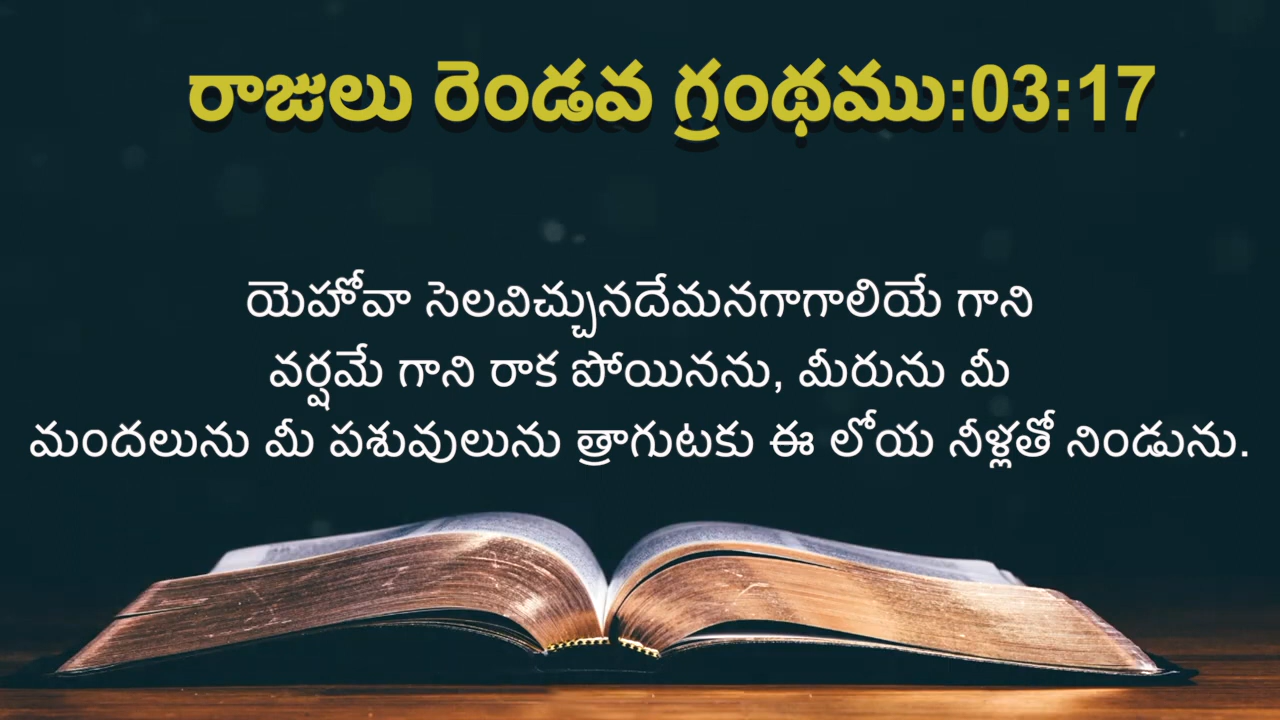 రాజులు రెండవ గ్రంథము:03:17
యెహోవా సెలవిచ్చునదేమనగాగాలియే గాని
వర్షమే గాని రాక పోయినను, మీరును మీ
మందలును మీ పశువులును త్రాగుటకు ఈ లోయ నీళ్లతో నిండును.